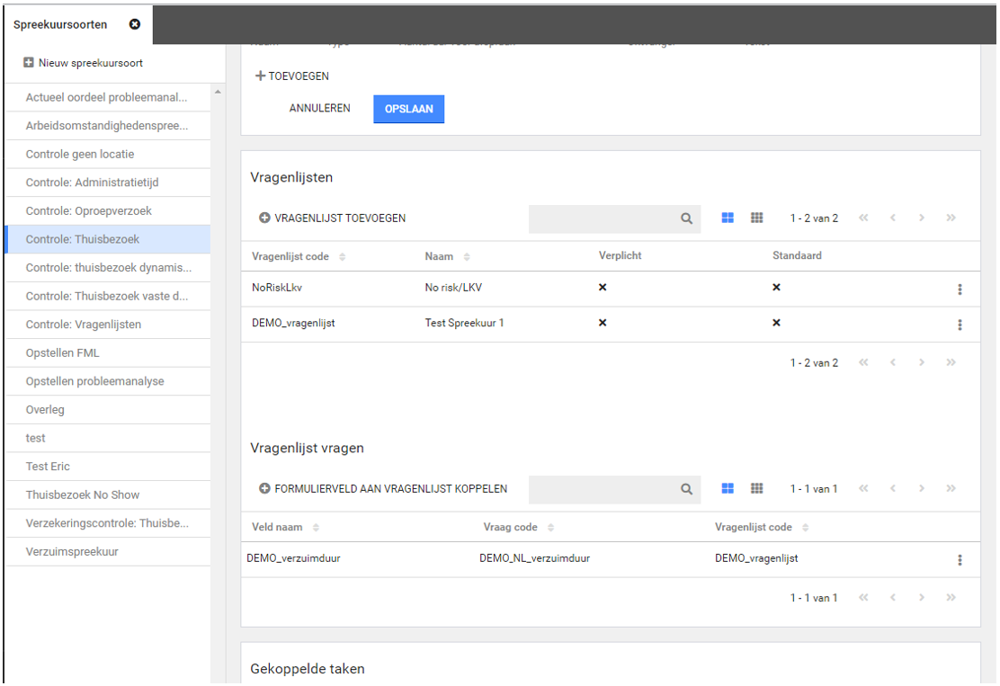 Spreekuursoorten
Nieuw spreekuursoort
Actueel oordeel probleemanal...
Arbeidsomstandighedenspree...
Controle geen locatie
Controle: Administratietijd
Controle: Oproepverzoek
Controle: Thuisbezoek
Controle: thuisbezoek dynamis...
Controle: Thuisbezoek vaste d...
Controle: Vragenlijsten
Opstellen FML
Opstellen probleemanalyse
Overleg
test
Test Eric
Thuisbezoek No Show
Verzekeringscontrole: Thuisbe...
Verzuimspreekuur
TOEVOEGEN
ANNULEREN OPSLAAN
Vragenlijsten
VRAGENLIJST TOEVOEGEN 1 - 2 van 2
Vragenlijst code Naam Verplicht Standaard
NoRiskLkv No risk/LKV
DEMO_vragenlijst Test Spreekuur 1
1 - 2 van 2
Vragenlijst vragen
FORMULIERVELD AAN VRAGENLIJST KOPPELEN 1 - 1 van 1
Veld naam Vraag code Vragenlijst code
DEMO_verzuimduur DEMO_NL_verzuimduur DEMO_vragenlijst
1 - 1 van 1
Gekoppelde taken